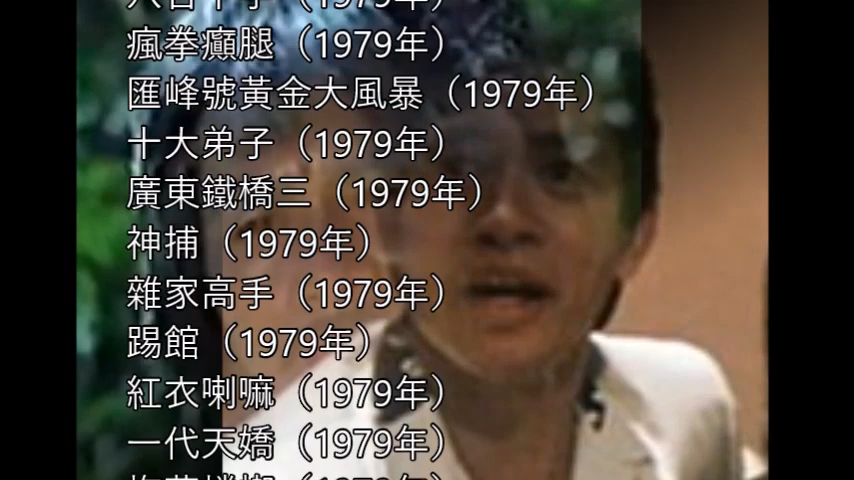 瘋拳癲腿（1979年）
匯峰號黃金大風暴（1979年）
十大弟子（1979年）
廣東鐵橋三（1979年）
神捕（1979年）
雜家高手（1979年）
踢館（1979年）
紅衣喇嘛（1979年）
一代天嬌（1979年）